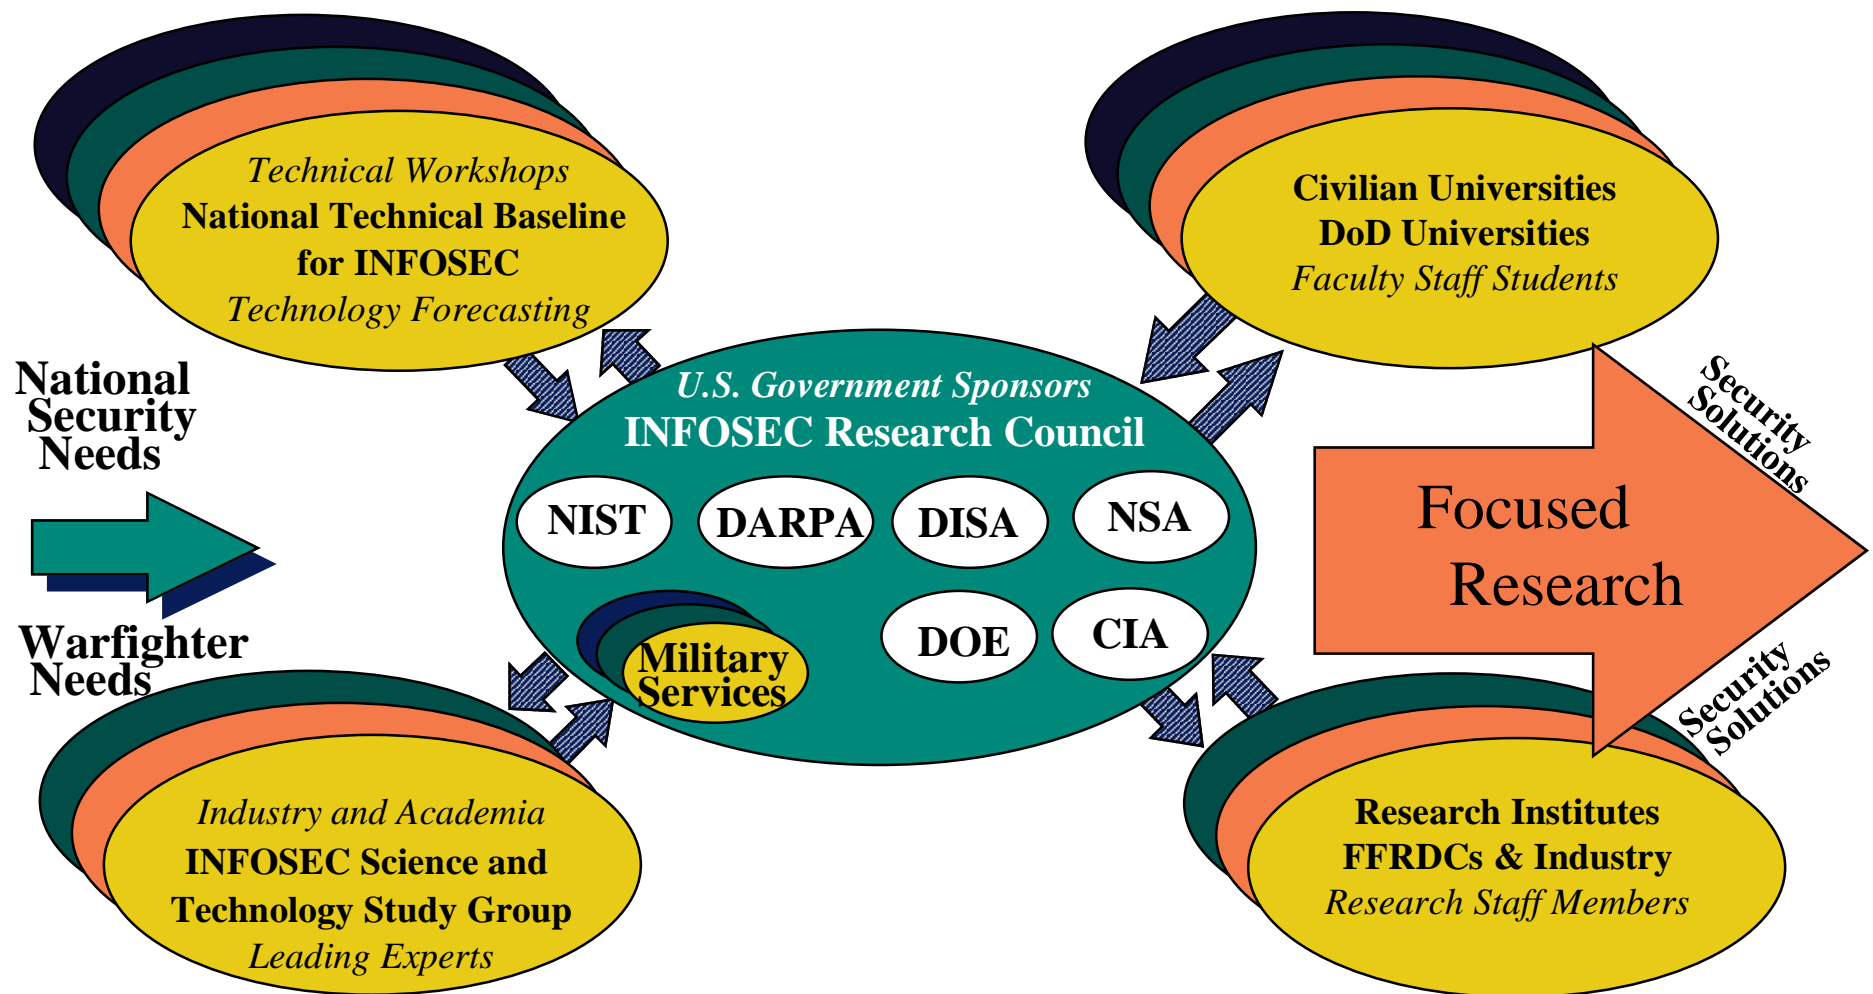 Technical Workshops
National Technical Baseline
for INFOSEC
Technology Forecasting
Civilian Universities
DoD Universities
Faculty Staff Students
National
Security
Needs
Warfighter
Needs
U.S. Government Sponsors
INFOSEC Research Council
NIST
DARPA
DISA
NSA
Military
Services
DOE
CIA
Focused
Research
Security
Solutions
Security
Solutions
Industry and Academia
INFOSEC Science and
Technology Study Group
Leading Experts
Research Institutes
FFRDCs & Industry
Research Staff Members